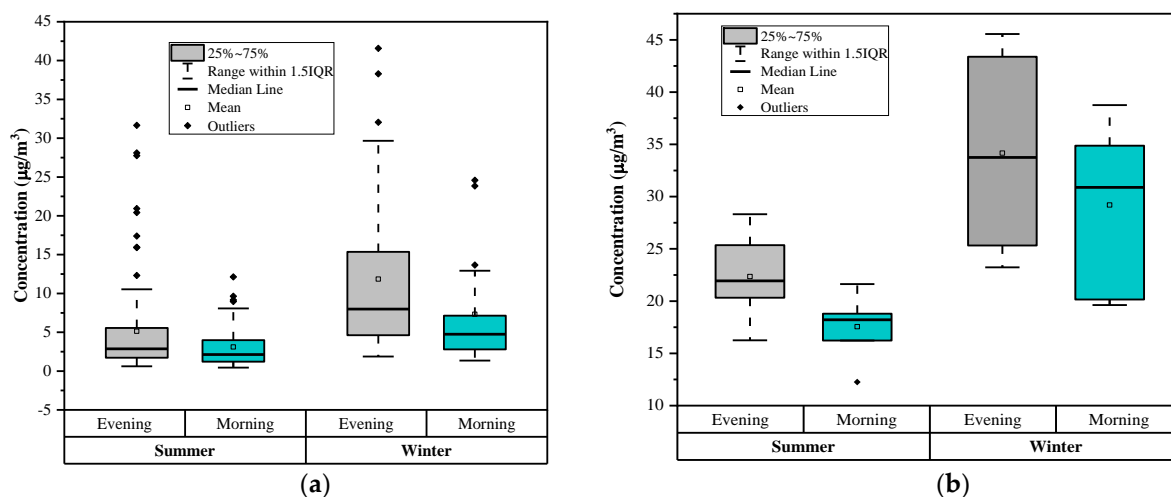 45
40
35
30
25
20
15
10
5
0
-5
Concentration (µg/m³)
25%~75%
Range within 1.5IQR
Median Line
Mean
Outliers
Evening Morning Evening Morning
Summer Winter
(a)
45
40
35
30
25
20
15
10
Concentration (µg/m³)
25%~75%
Range within 1.5IQR
Median Line
Mean
Outliers
Evening Morning Evening Morning
Summer Winter
(b)